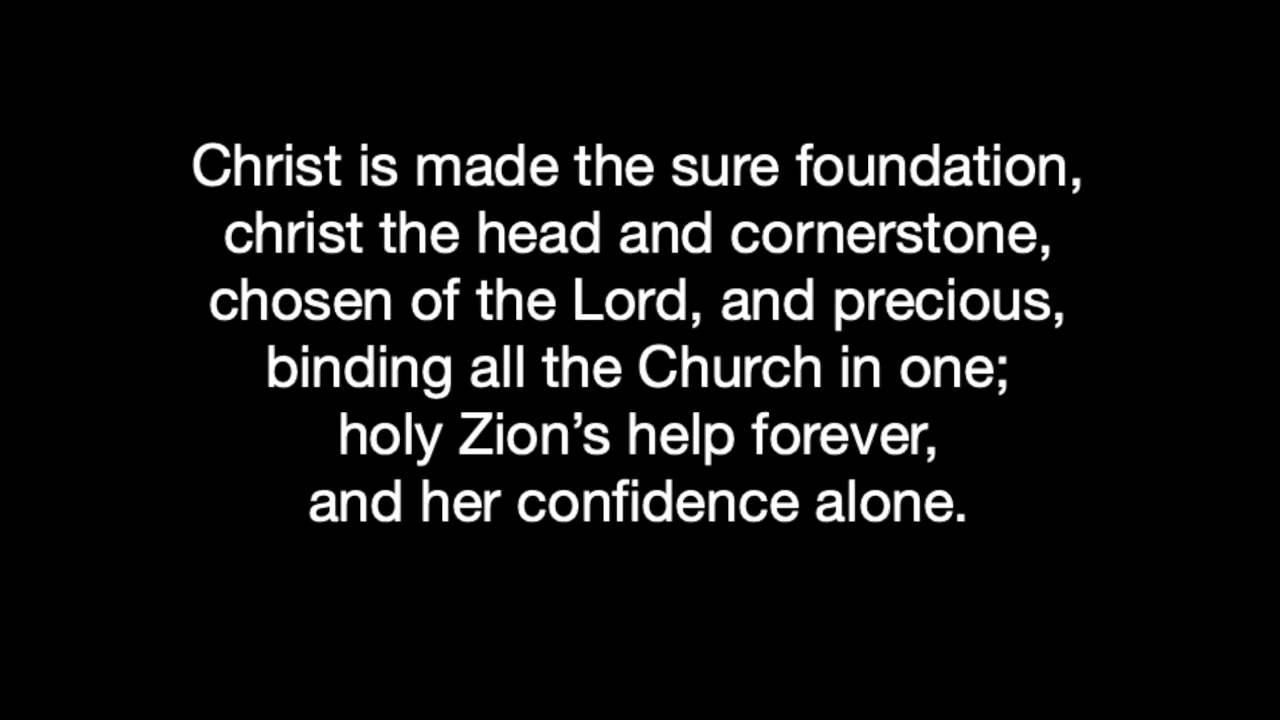 Christ is made the sure foundation,
christ the head and cornerstone,
chosen of the Lord, and precious,
binding all the Church in one;
holy Zion’s help forever,
and her confidence alone.